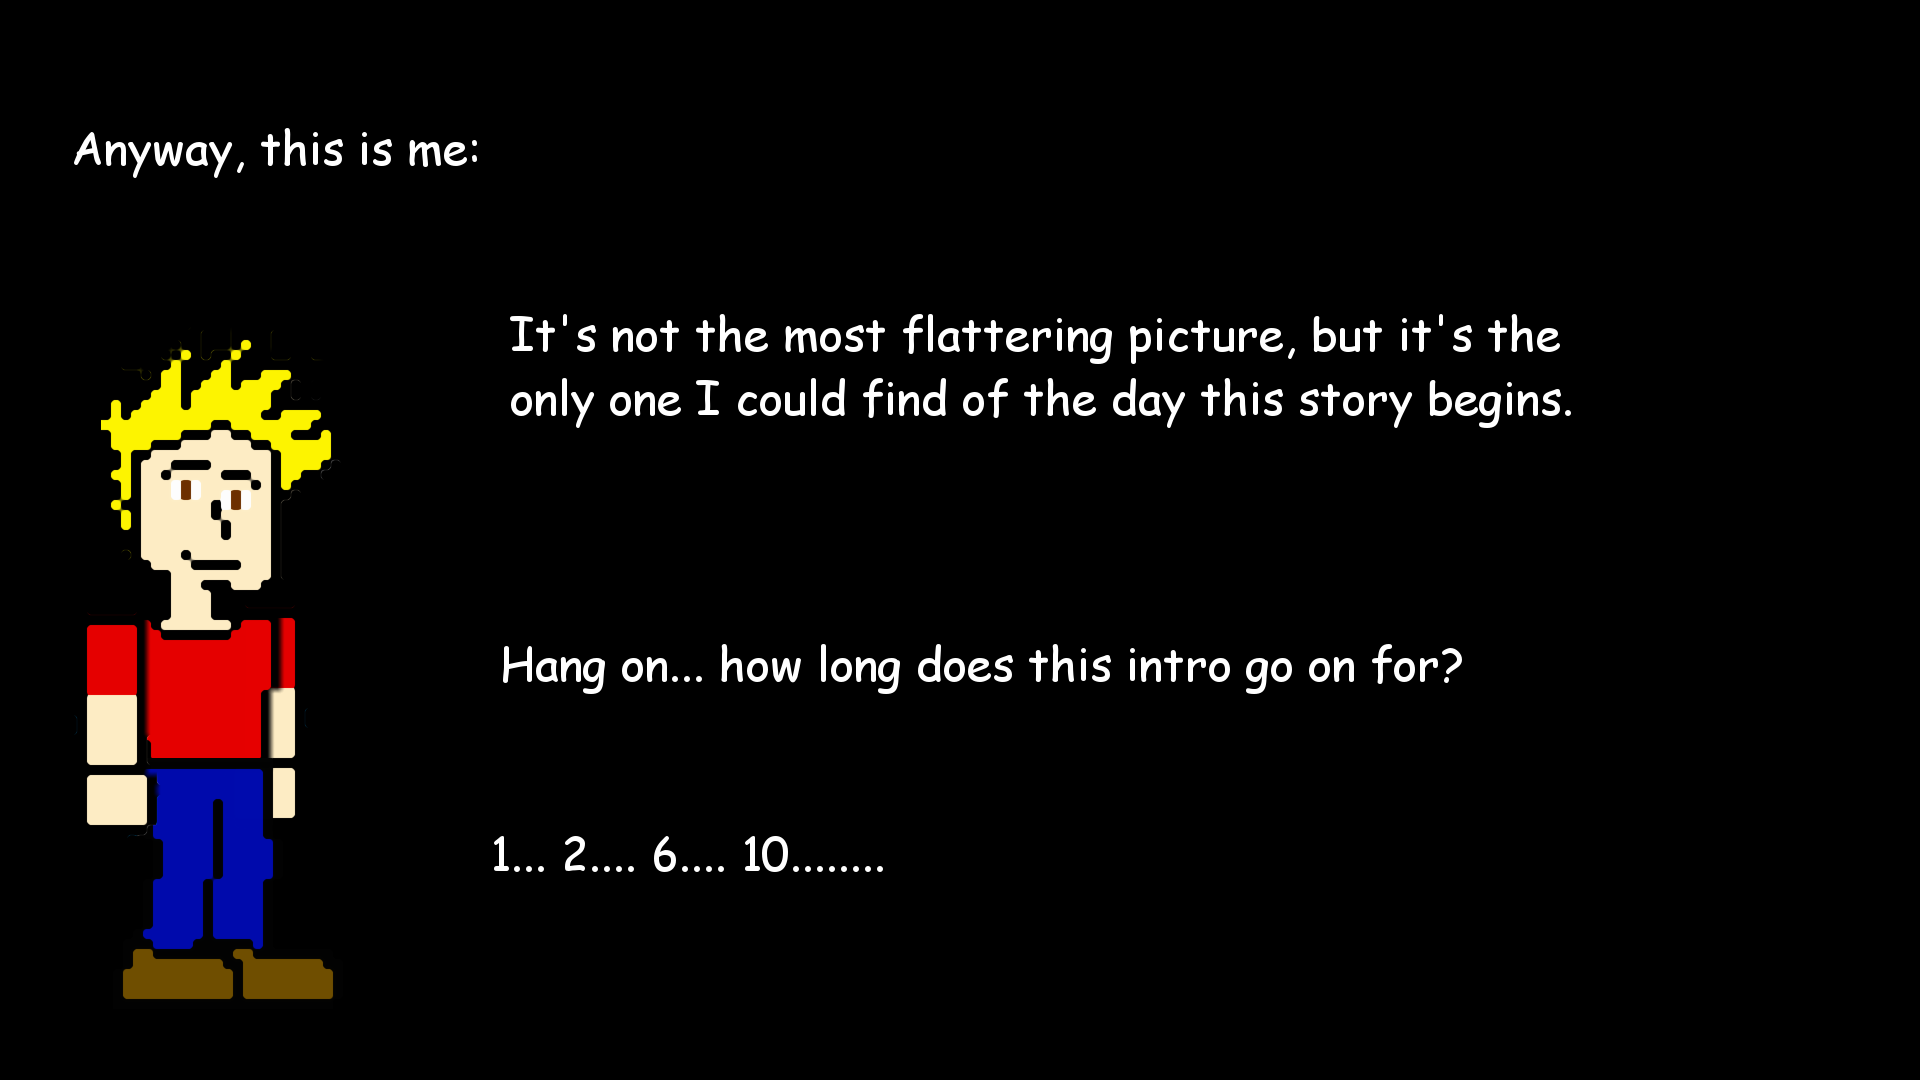 Anyway, this is me:
It's not the most flattering picture, but it's the
only one I could find of the day this story begins.
Hang on... how long does this intro go on for?
1... 2.... 6.... 10........